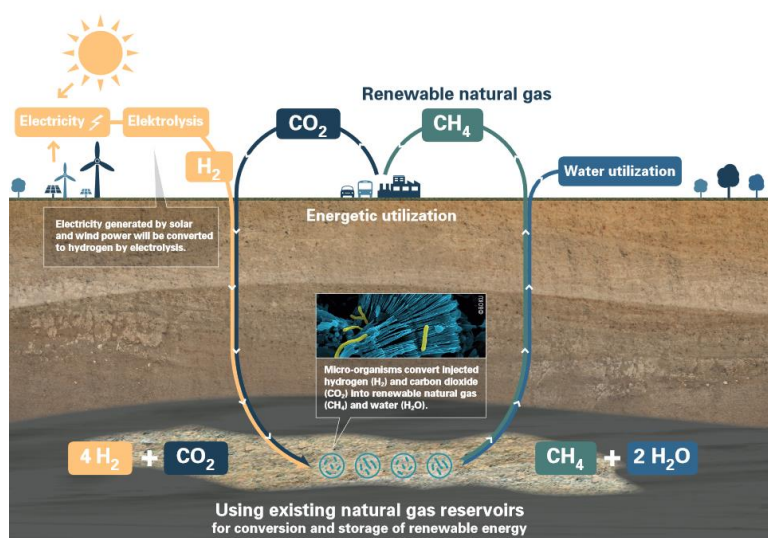 Renewable natural gas
Electricity
Elektrolysis
H₂
CO₂
CH₄
Water utilization
Energetic utilization
Electricity generated by solar
and wind power will be converted
to hydrogen by electrolysis.
Micro-organisms convert injected
hydrogen (H₂) and carbon dioxide
(CO₂) into renewable natural gas
(CH₄) and water (H₂O).
4 H₂ + CO₂
CH₄ + 2 H₂O
Using existing natural gas reservoirs
for conversion and storage of renewable energy